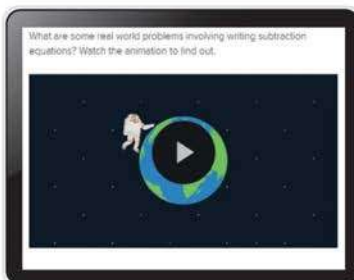 What are some real world problems involving writing subtraction
equations? Watch the animation to find out.